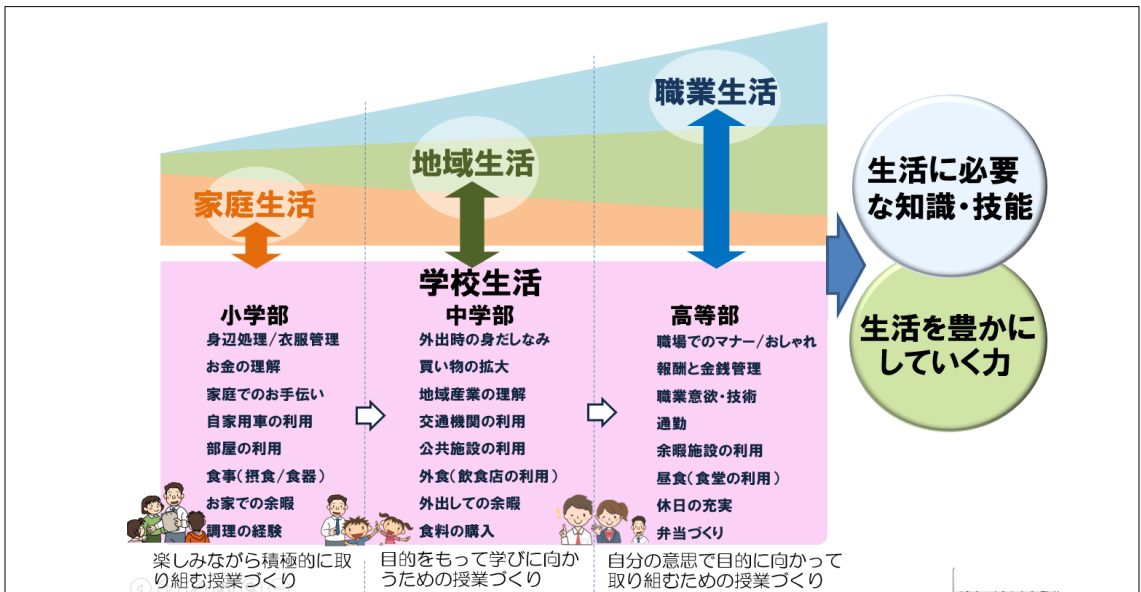 職業生活
地域生活
家庭生活
生活に必要
な知識・技能
生活を豊かに
していく力
学校生活
小学部
身辺処理/衣服管理
お金の理解
家庭でのお手伝い
自家用車の利用
部屋の利用
食事(摂食/食器)
お家での余暇
調理の経験
中学部
外出時の身だしなみ
買い物の拡大
地域産業の理解
交通機関の利用
公共施設の利用
外食(飲食店の利用)
外出しての余暇
食料の購入
高等部
職場でのマナー/おしゃれ
報酬と金銭管理
職業意欲・技術
通勤
余暇施設の利用
昼食(食堂の利用)
休日の充実
弁当づくり
楽しみながら積極的に取
り組む授業づくり
目的をもって学びに向か
うための授業づくり
自分の意思で目的に向かって
取り組むための授業づくり